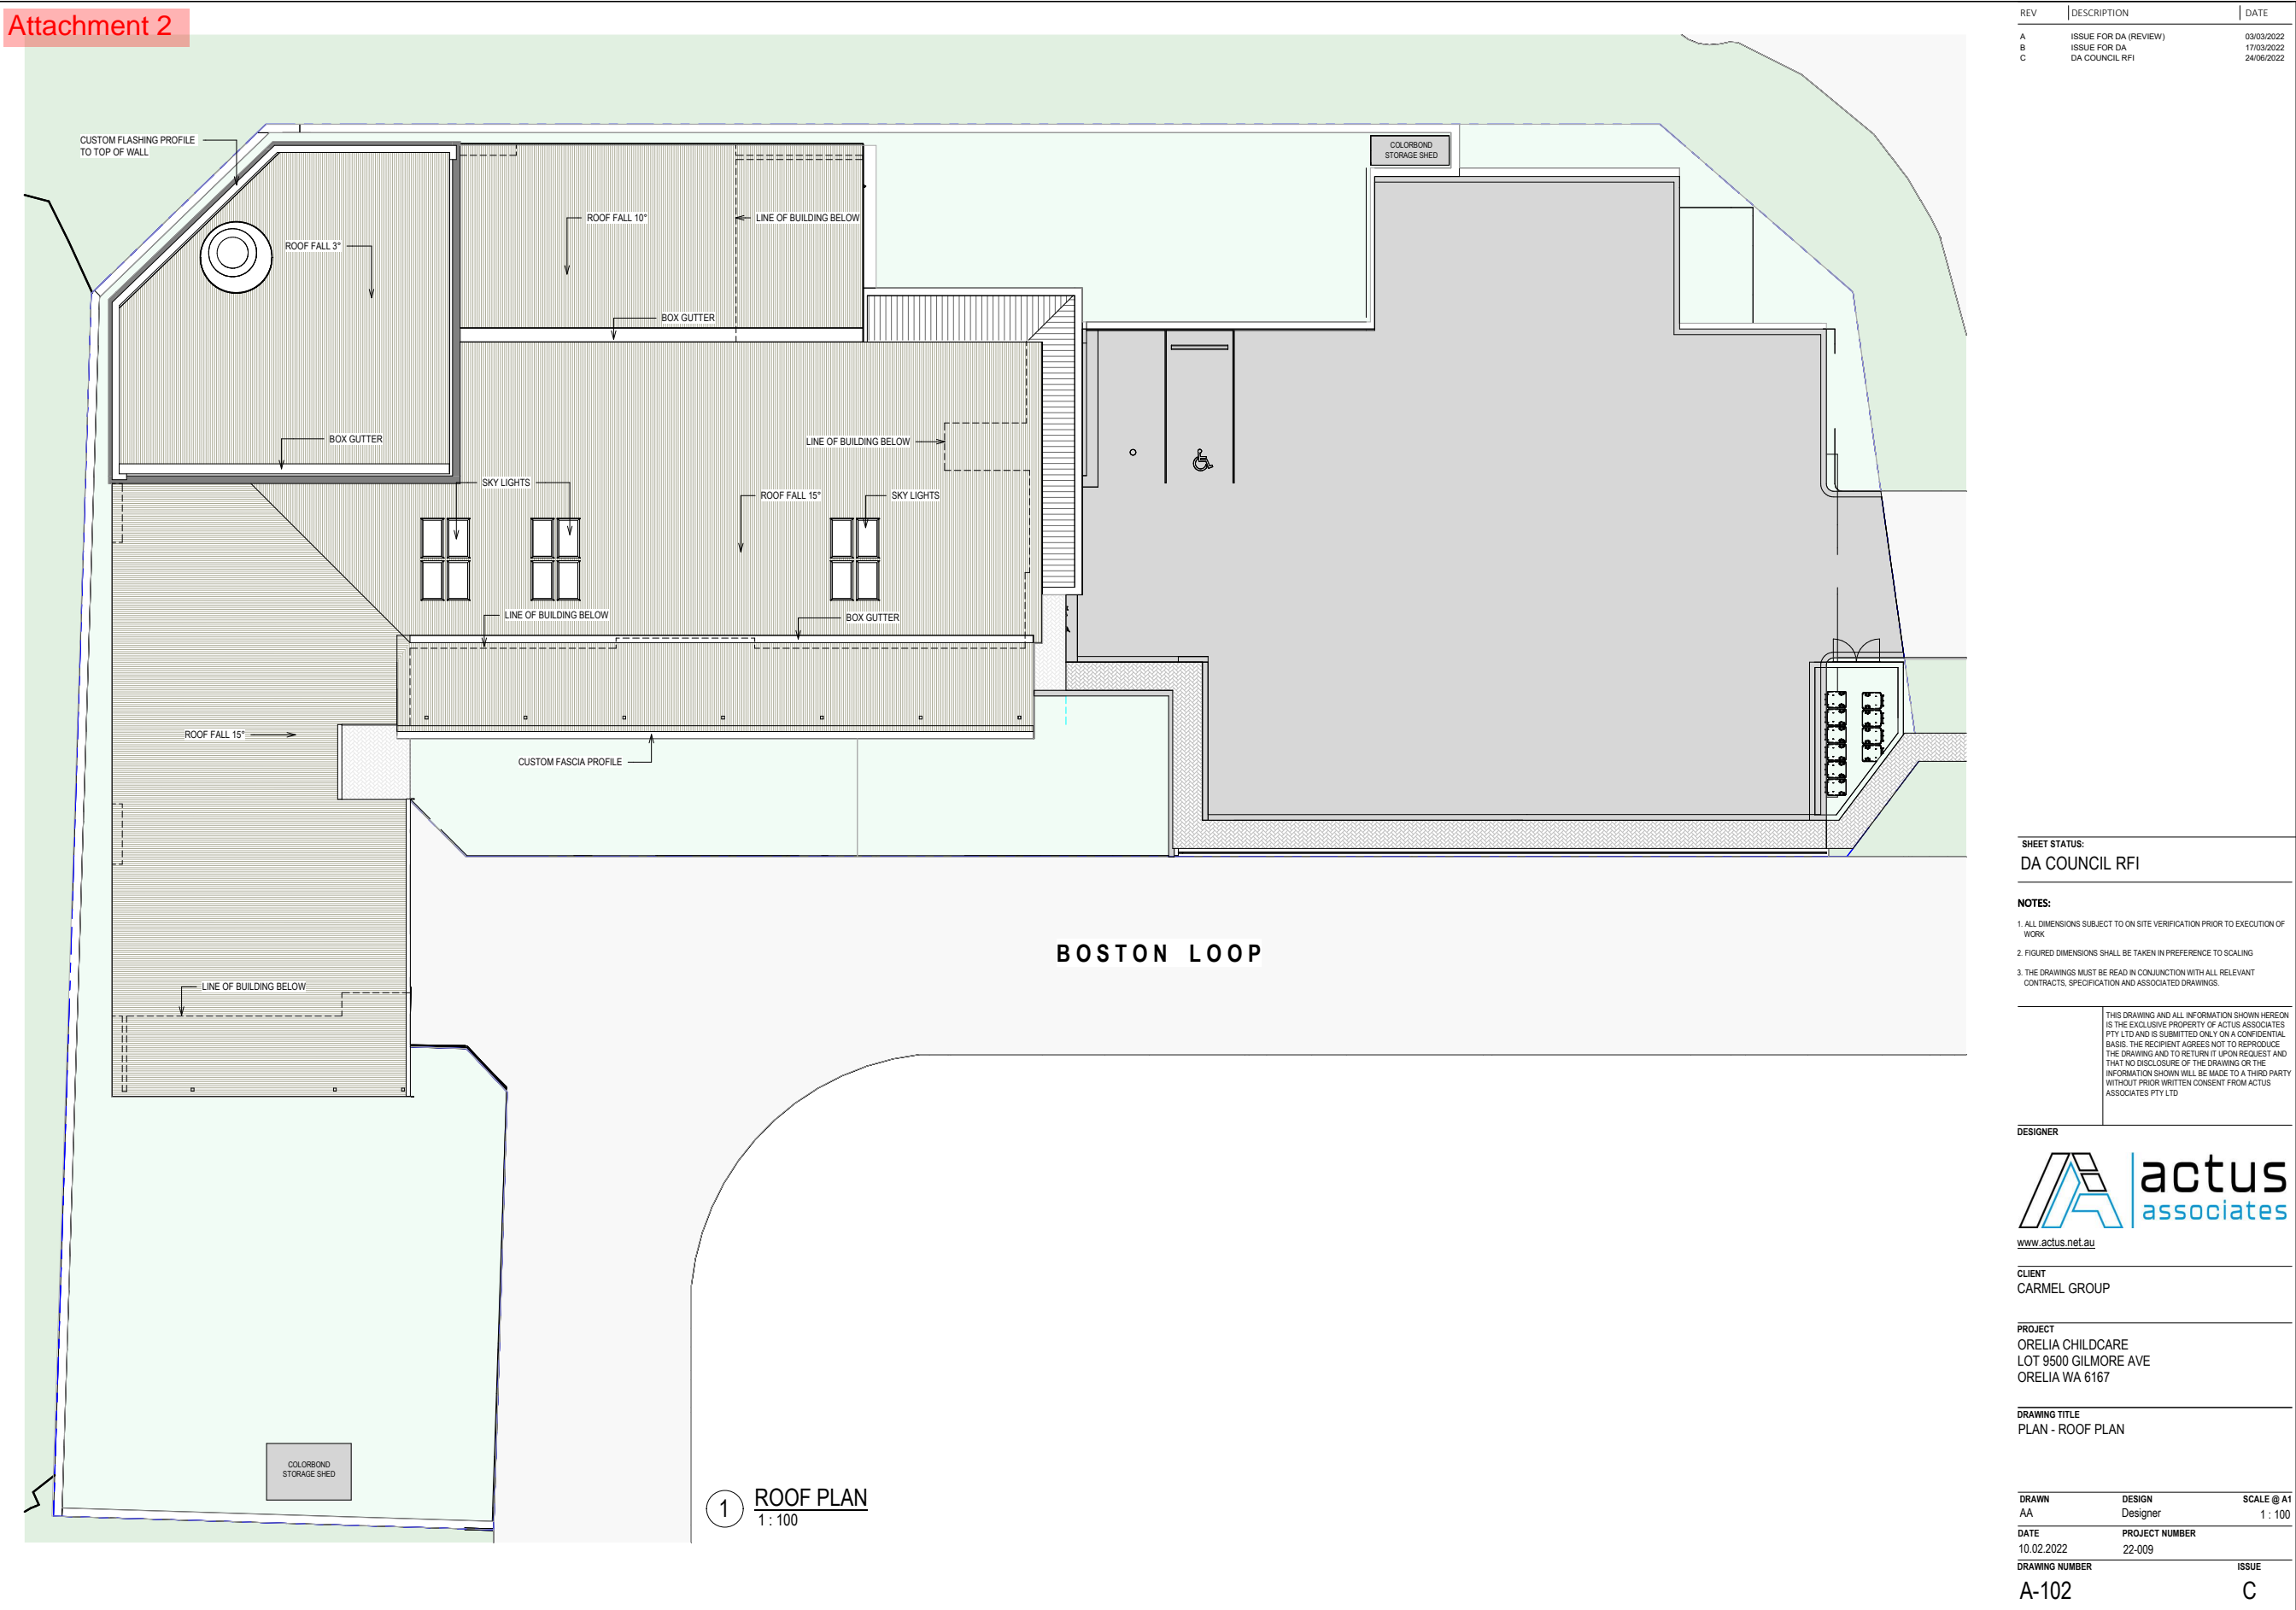 Attachment 2
CUSTOM FLASHING PROFILE
TO TOP OF WALL
ROOF FALL 3°
ROOF FALL 10°
LINE OF BUILDING BELOW
COLORBOND
STORAGE SHED
BOX GUTTER
BOX GUTTER
LINE OF BUILDING BELOW
SKY LIGHTS
ROOF FALL 15°
SKY LIGHTS
LINE OF BUILDING BELOW
BOX GUTTER
ROOF FALL 15°
CUSTOM FASCIA PROFILE
BOSTON LOOP
LINE OF BUILDING BELOW
COLORBOND
STORAGE SHED
1
ROOF PLAN
1 : 100
REV DESCRIPTION DATE
A ISSUE FOR DA (REVIEW) 03/03/2022
B ISSUE FOR DA 17/03/2022
C DA COUNCIL RFI 24/06/2022
SHEET STATUS:
DA COUNCIL RFI
NOTES:
1. ALL DIMENSIONS SUBJECT TO ON SITE VERIFICATION PRIOR TO EXECUTION OF
WORK
2. FIGURED DIMENSIONS SHALL BE TAKEN IN PREFERENCE TO SCALING
3. THE DRAWINGS MUST BE READ IN CONJUNCTION WITH ALL RELEVANT
CONTRACTS, SPECIFICATION AND ASSOCIATED DRAWINGS.
THIS DRAWING AND ALL INFORMATION SHOWN HEREON
IS THE EXCLUSIVE PROPERTY OF ACTUS ASSOCIATES
PTY LTD AND IS SUBMITTED ONLY ON A CONFIDENTIAL
BASIS. THE RECIPIENT AGREES NOT TO REPRODUCE
THE DRAWING AND TO RETURN IT UPON REQUEST AND
THAT NO DISCLOSURE OF THE DRAWING OR THE
INFORMATION SHOWN WILL BE MADE TO A THIRD PARTY
WITHOUT PRIOR WRITTEN CONSENT FROM ACTUS
ASSOCIATES PTY LTD
DESIGNER
actus
associates
www.actus.net.au
CLIENT
CARMEL GROUP
PROJECT
ORELIA CHILDCARE
LOT 9500 GILMORE AVE
ORELIA WA 6167
DRAWING TITLE
PLAN - ROOF PLAN
DRAWN DESIGN SCALE @ A1
AA Designer 1 : 100
DATE PROJECT NUMBER
10.02.2022 22-009
DRAWING NUMBER ISSUE
A-102 C